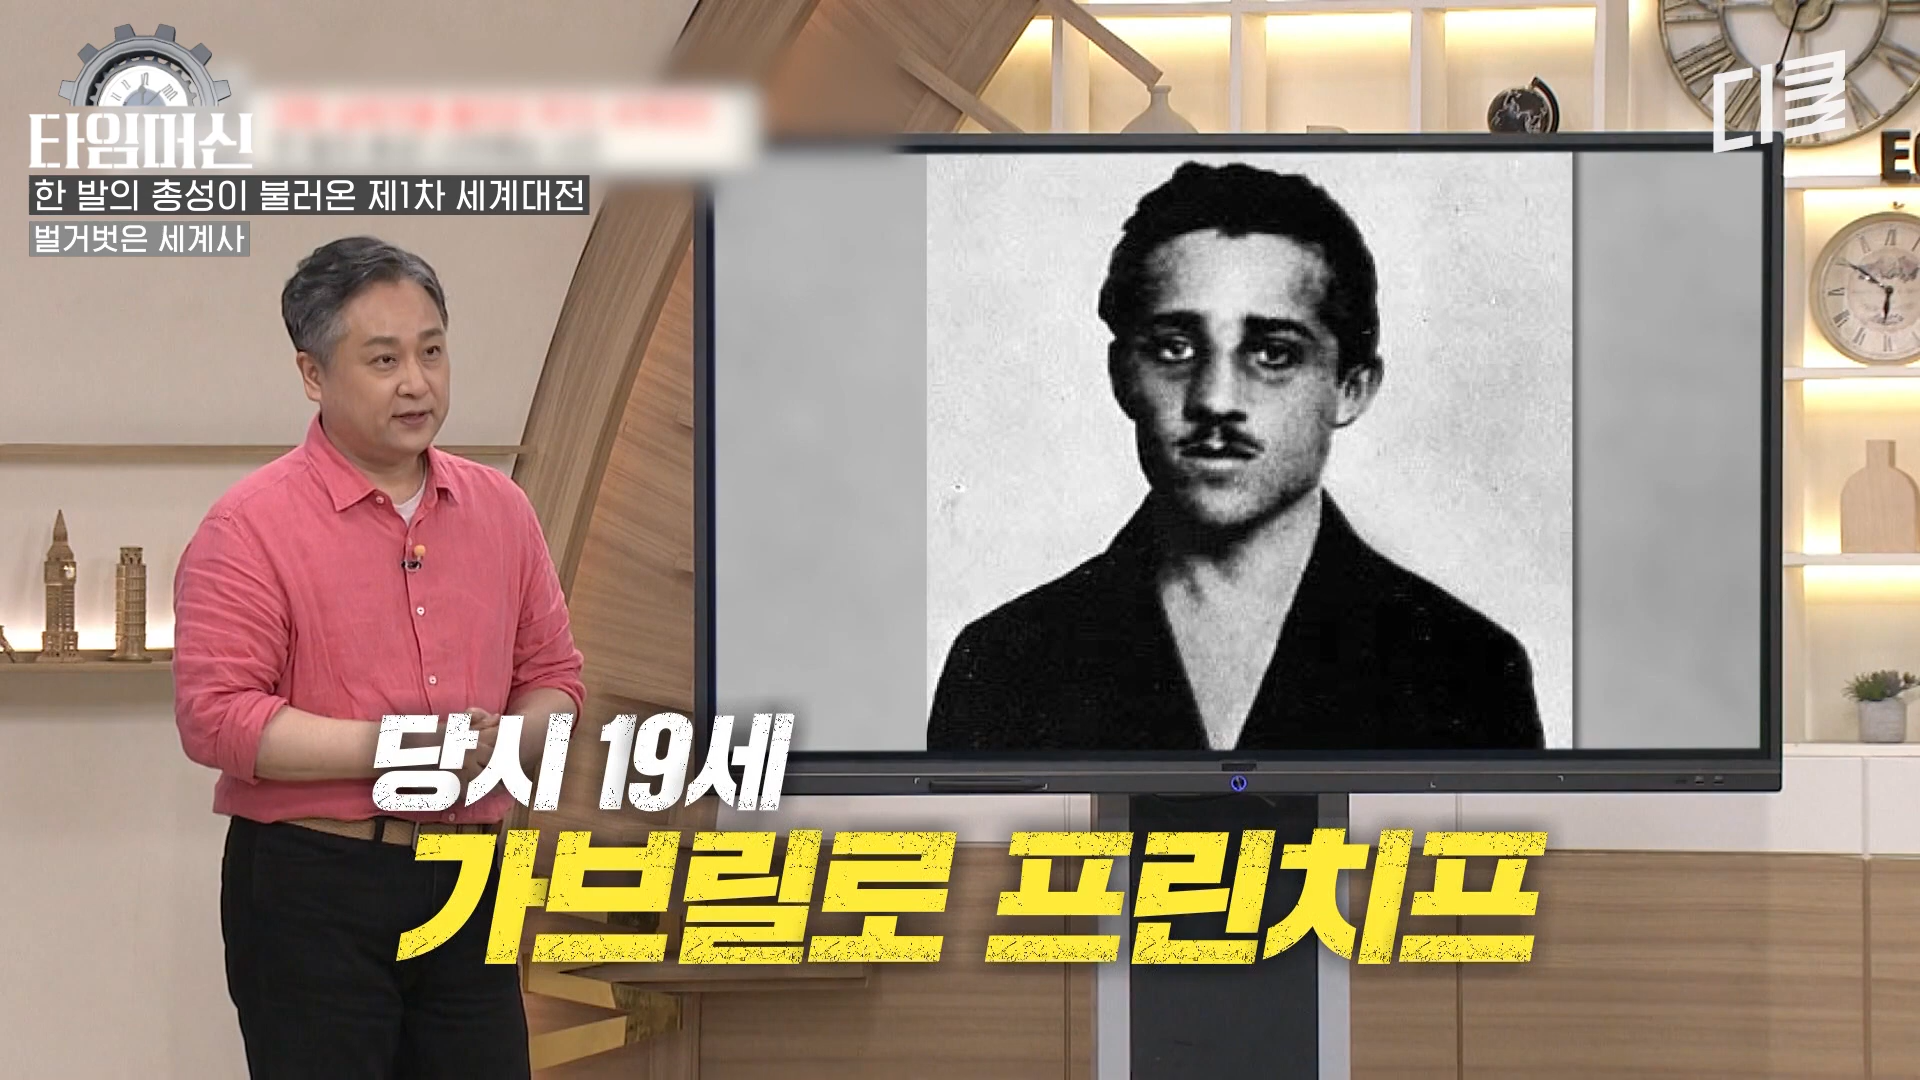 타임머신
한 발의 총성이 불러온 제1차 세계대전
벌거벗은 세계사
디클
당시 19세
가브릴로 프린치프